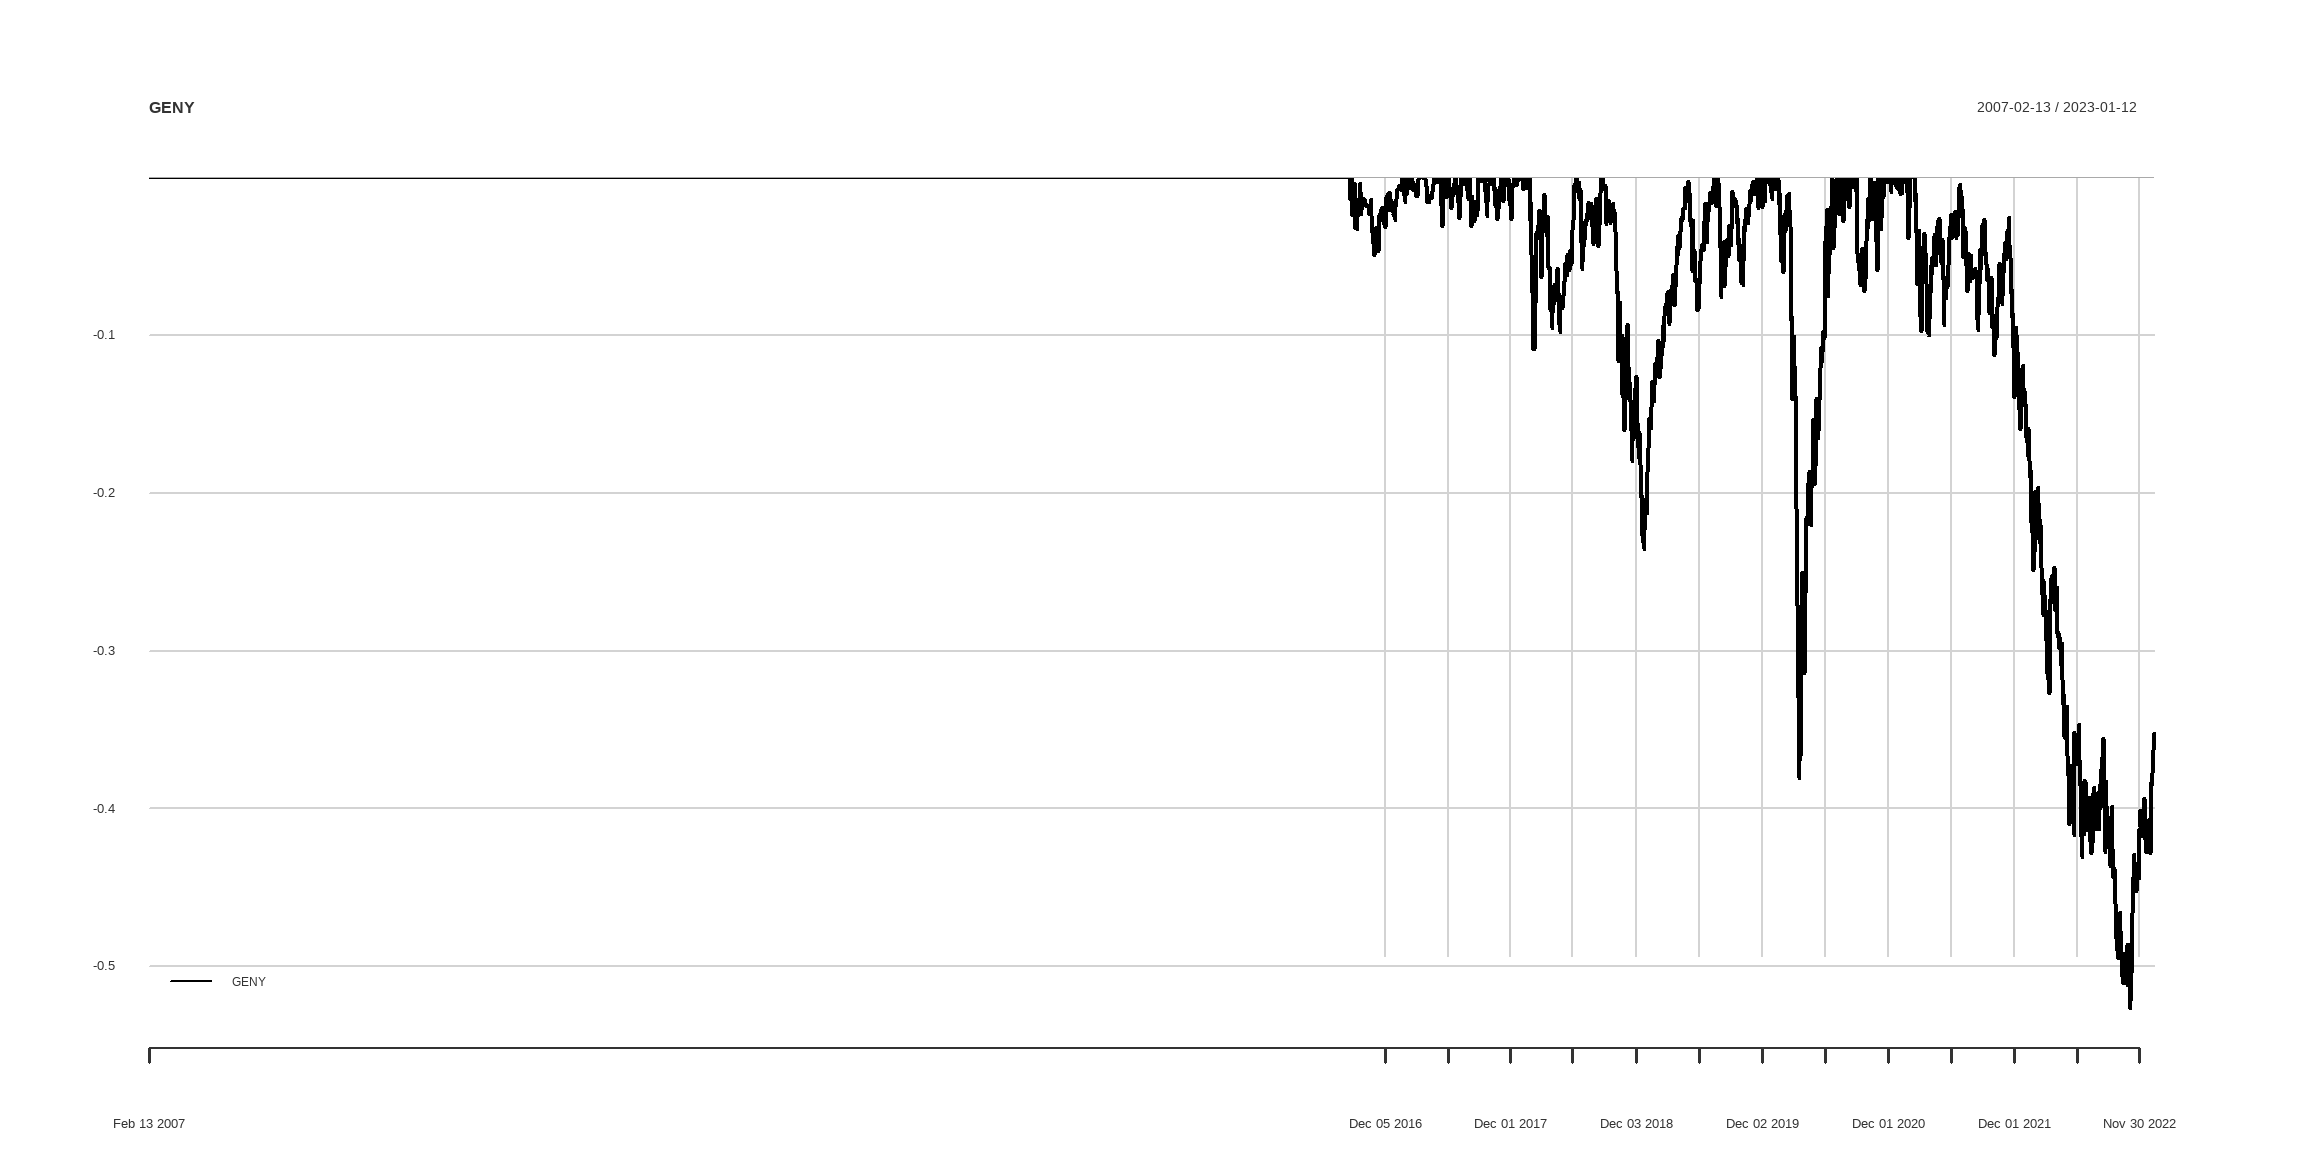 GENY
2007-02-13 / 2023-01-12
-0.1
-0.2
-0.3
-0.4
-0.5
GENY
Feb 13 2007
Dec 05 2016
Dec 01 2017
Dec 03 2018
Dec 02 2019
Dec 01 2020
Dec 01 2021
Nov 30 2022